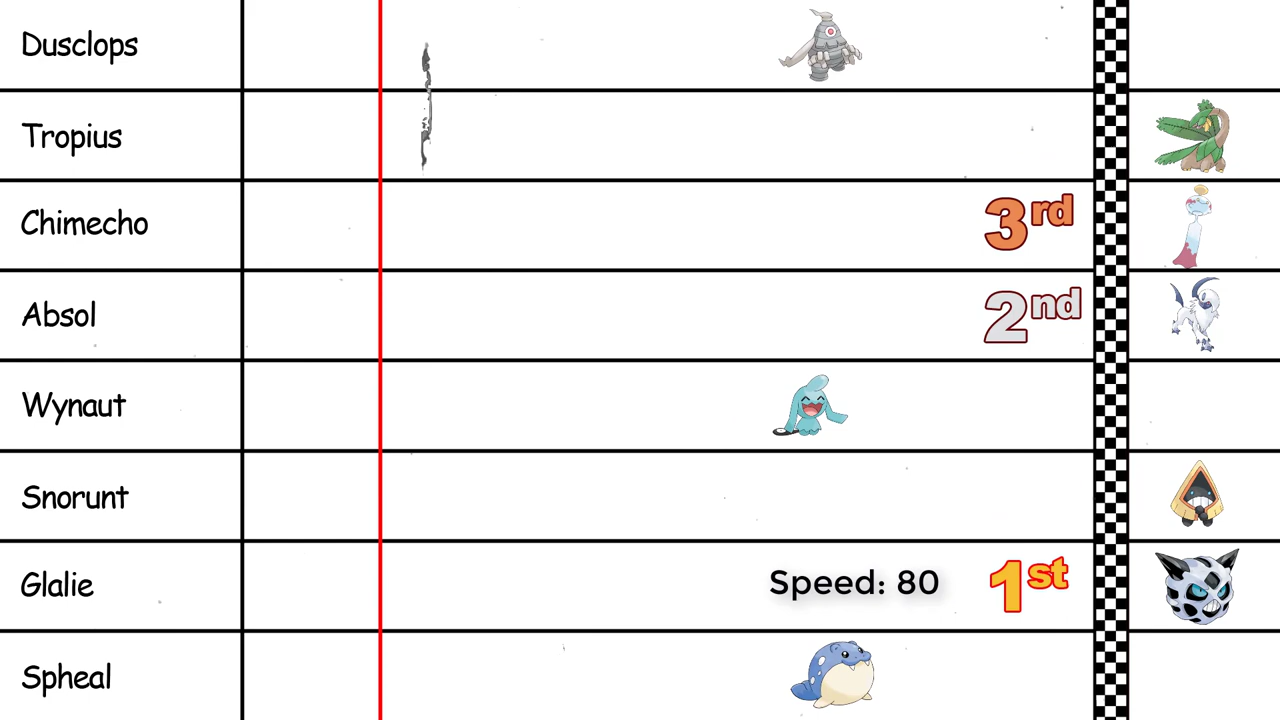 Dusclops
Tropius
Chimecho 3rd
Absol 2nd
Wynaut
Snorunt
Glalie Speed: 80 1st
Spheal